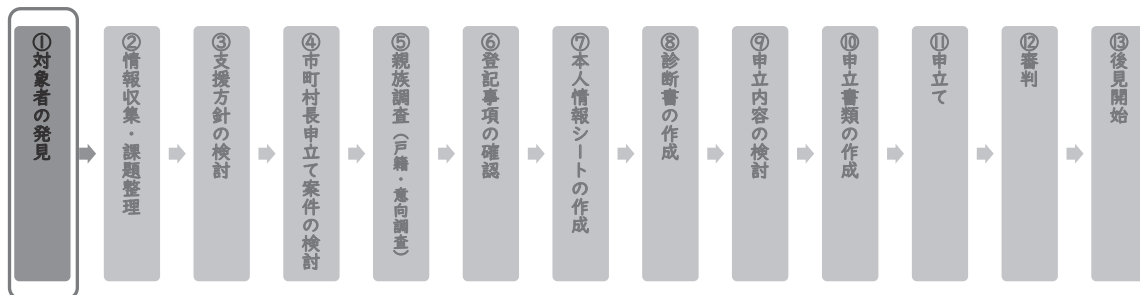 ①対象者の発見
②情報収集・課題整理
③支援方針の検討
④市町村長申立て案件の検討
⑤親族調査（戸籍・意向調査）
⑥登記事項の確認
⑦本人情報シートの作成
⑧診断書の作成
⑨申立内容の検討
⑩申立書類の作成
⑪申立て
⑫審判
⑬後見開始